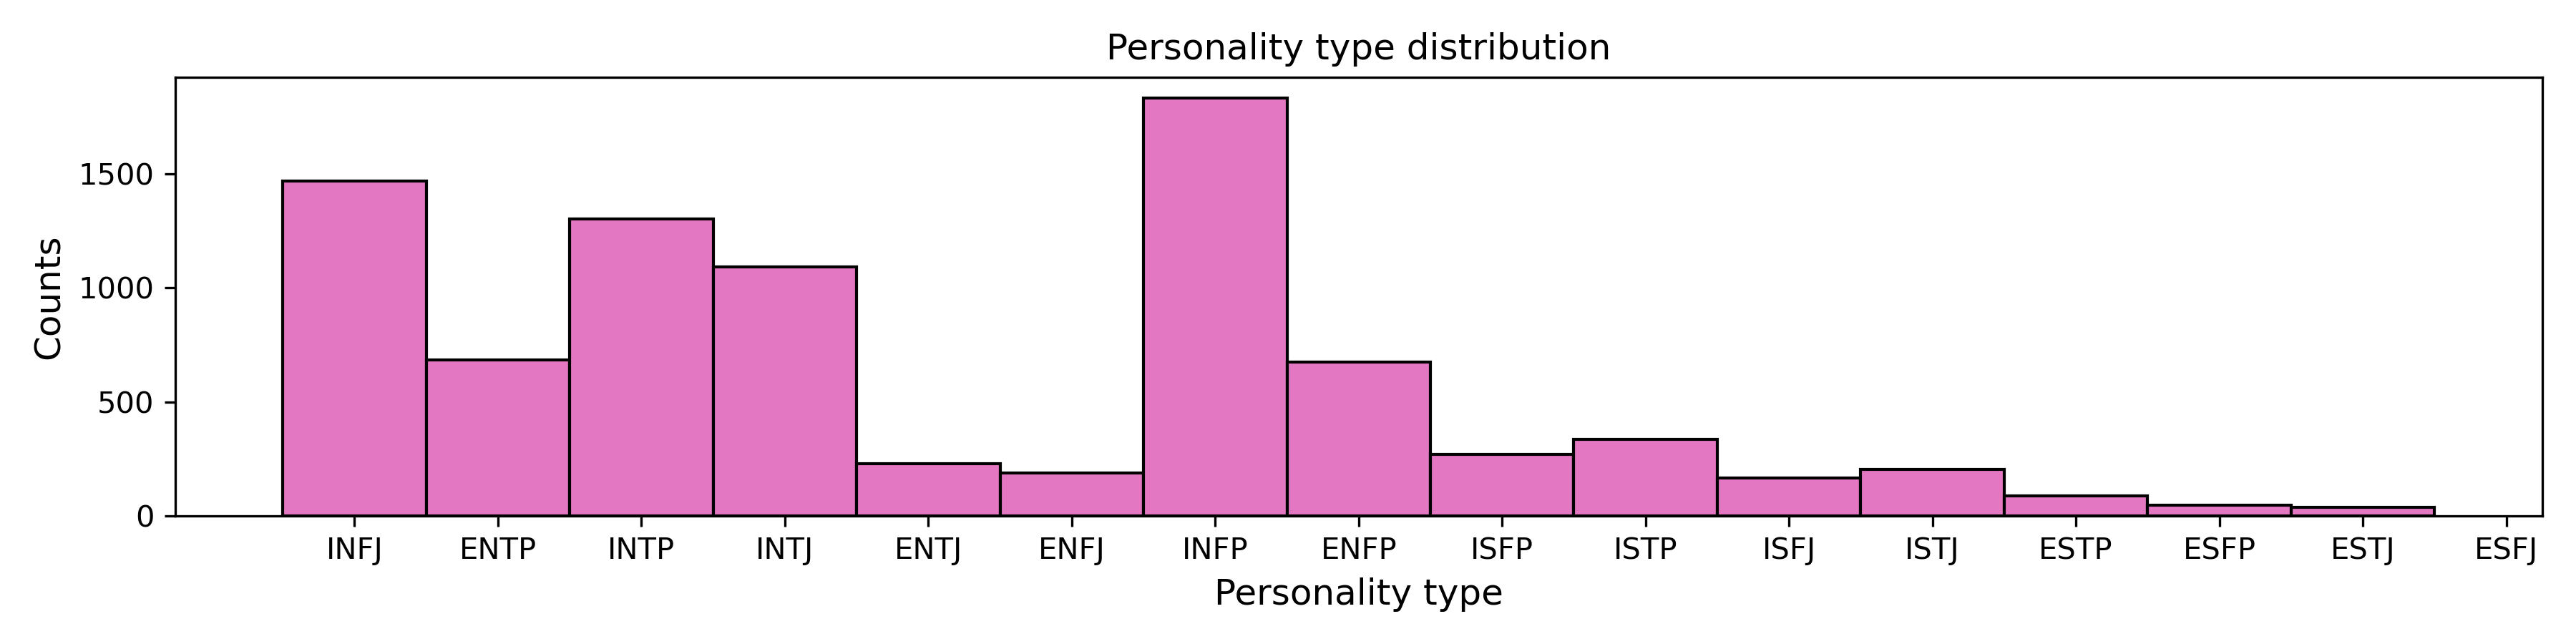 Personality type distribution
Counts
1500
1000
500
0
INFJ ENTP INTP INTJ ENTJ ENFJ INFP ENFP ISFP ISTP ISFJ ISTJ ESTP ESFP ESTJ ESFJ
Personality type